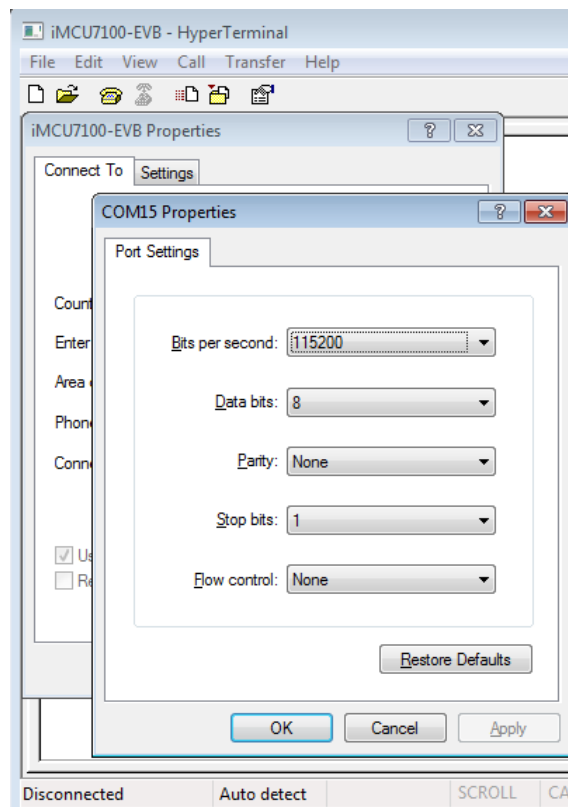 iMCU7100-EVB - HyperTerminal
File Edit View Call Transfer Help
iMCU7100-EVB Properties
Connect To Settings
COM15 Properties
Port Settings
Enter
Area
Bits per second: 115200
Data bits: 8
Parity: None
Stop bits: 1
Flow control: None
Restore Defaults
OK Cancel Apply
Disconnected Auto detect SCROLL